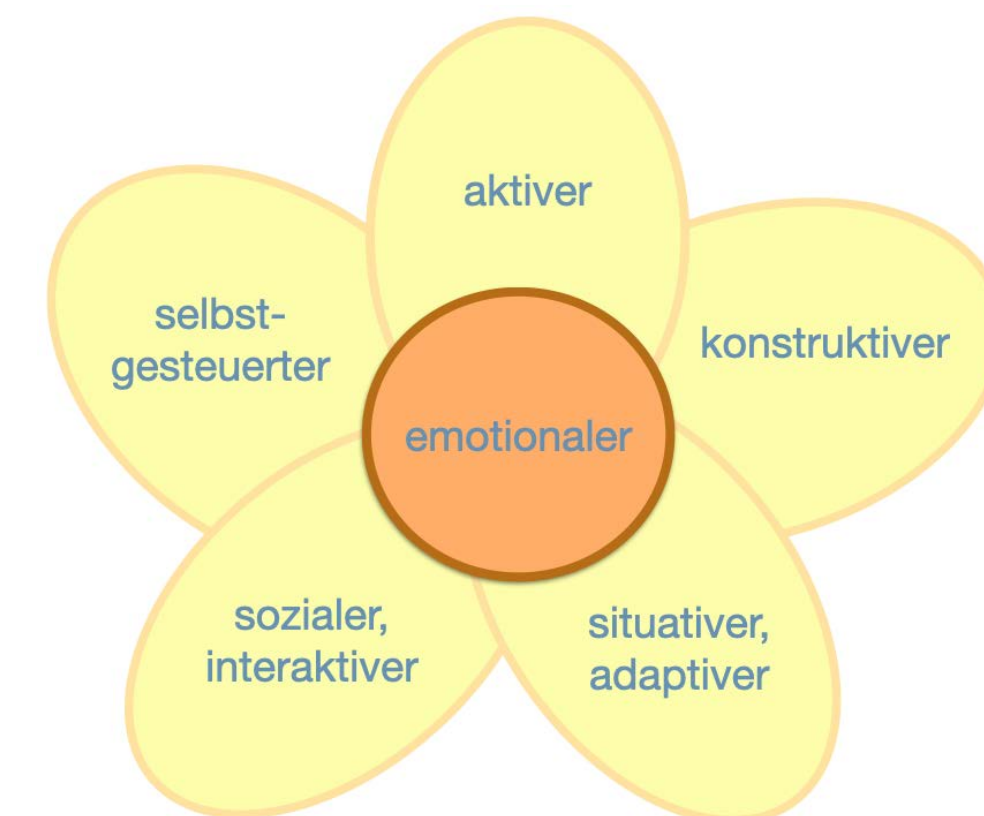 aktiver
selbst-
gesteuerter
konstruktiver
emotionaler
sozialer,
interaktiver
situativer,
adaptiver